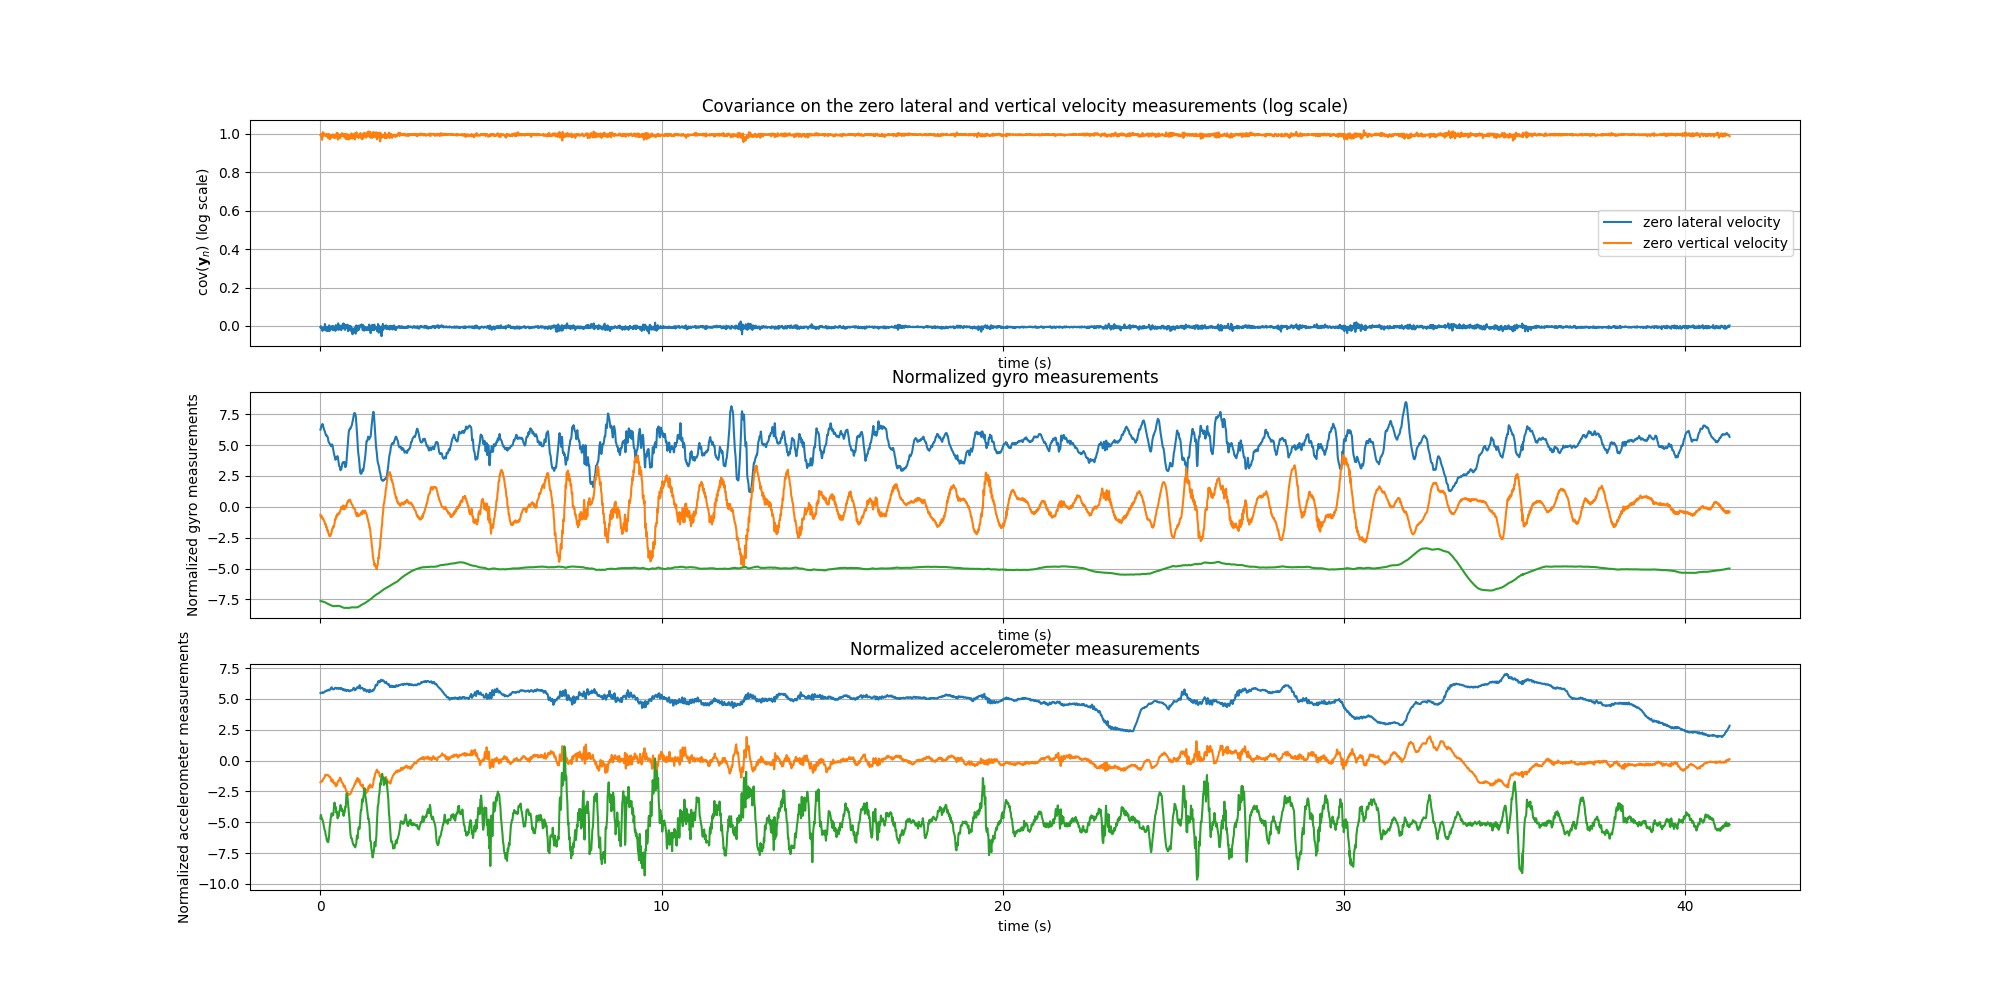 Covariance on the zero lateral and vertical velocity measurements (log scale)
cov(𝐲ₙ) (log scale)
1.0
0.8
0.6
0.4
0.2
0.0
zero lateral velocity
zero vertical velocity
time (s)
Normalized gyro measurements
Normalized gyro measurements
7.5
5.0
2.5
0.0
−2.5
−5.0
−7.5
time (s)
Normalized accelerometer measurements
Normalized accelerometer measurements
7.5
5.0
2.5
0.0
−2.5
−5.0
−7.5
−10.0
0 10 20 30 40
time (s)